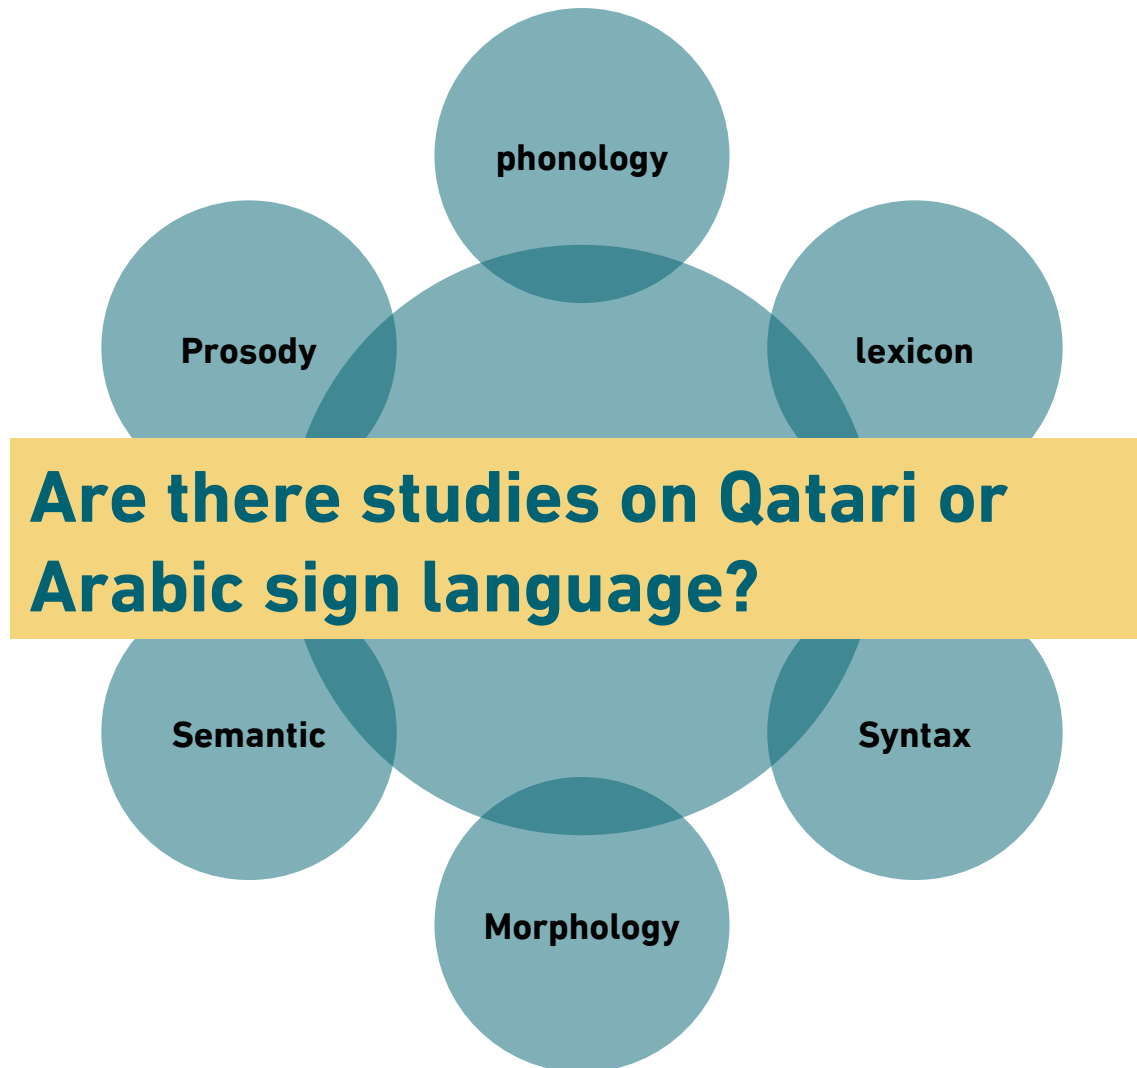 phonology
Prosody
lexicon
Are there studies on Qatari or
Arabic sign language?
Semantic
Syntax
Morphology